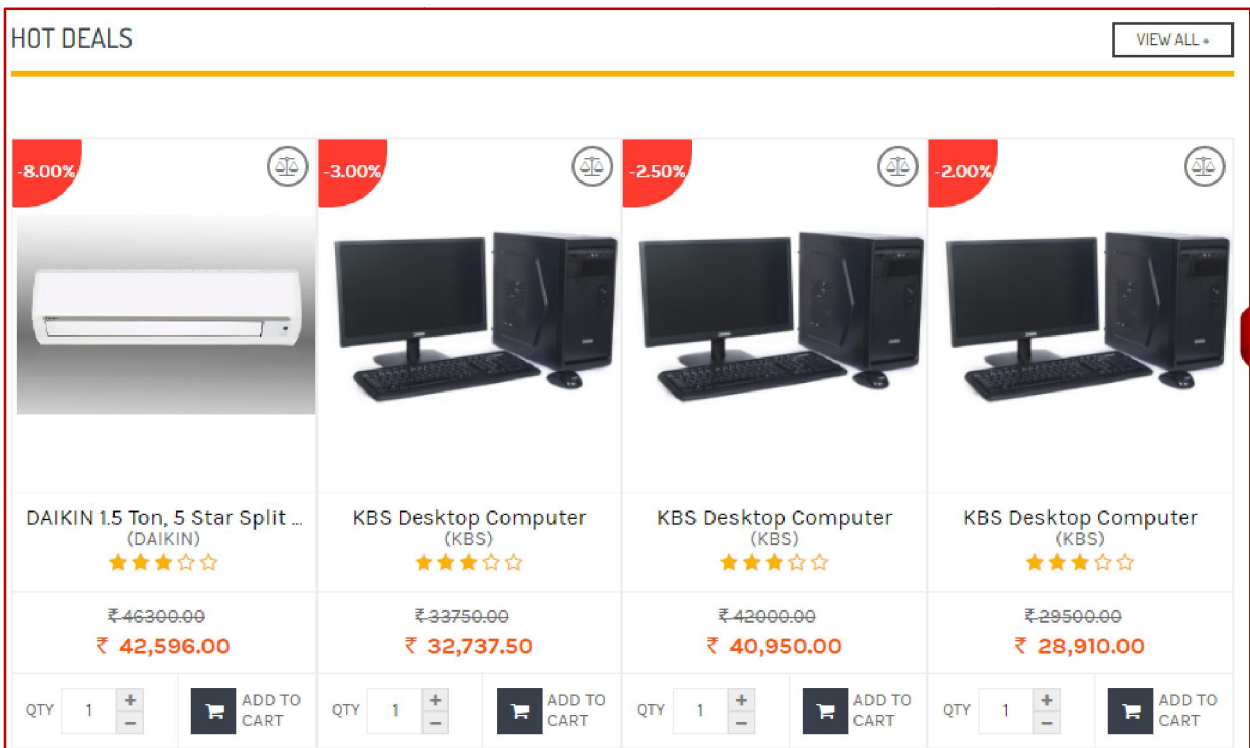 HOT DEALS
VIEW ALL +
-8.00%
-3.00%
-2.50%
-2.00%
DAIKIN 1.5 Ton, 5 Star Split ...
(DAIKIN)
KBS Desktop Computer
(KBS)
KBS Desktop Computer
(KBS)
KBS Desktop Computer
(KBS)
₹ 46300.00
₹ 42,596.00
₹ 33750.00
₹ 32,737.50
₹ 42000.00
₹ 40,950.00
₹ 29500.00
₹ 28,910.00
QTY 1 + −
ADD TO
CART
QTY 1 + −
ADD TO
CART
QTY 1 + −
ADD TO
CART
QTY 1 + −
ADD TO
CART